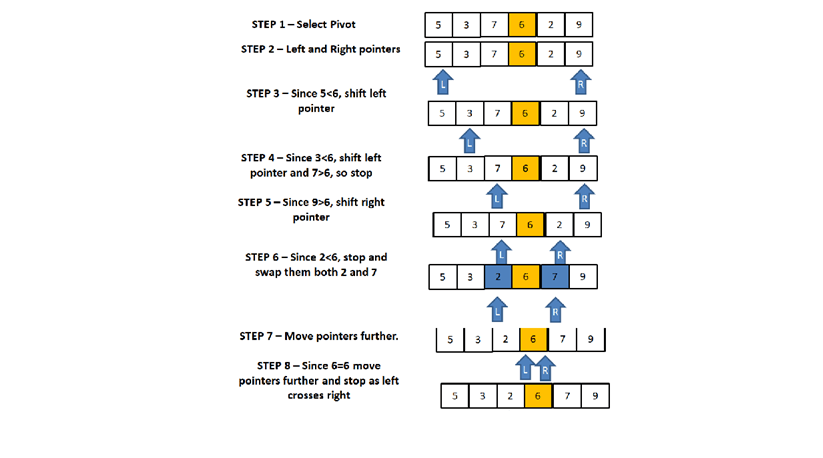 STEP 1 – Select Pivot
5 3 7 6 2 9
STEP 2 – Left and Right pointers
5 3 7 6 2 9
L R
STEP 3 – Since 5<6, shift left
pointer
5 3 7 6 2 9
L R
STEP 4 – Since 3<6, shift left
pointer and 7>6, so stop
5 3 7 6 2 9
L R
STEP 5 – Since 9>6, shift right
pointer
5 3 7 6 2 9
L R
STEP 6 – Since 2<6, stop and
swap them both 2 and 7
5 3 2 6 7 9
L R
STEP 7 – Move pointers further.
5 3 2 6 7 9
L R
STEP 8 – Since 6=6 move
pointers further and stop as left
crosses right
5 3 2 6 7 9